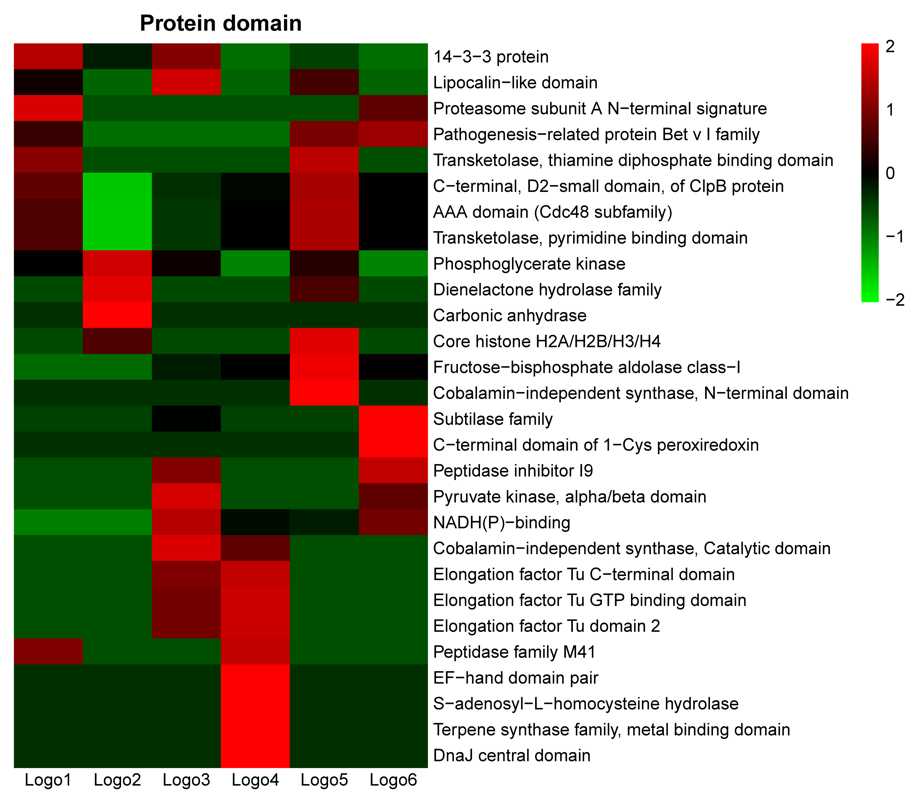 Protein domain
14−3−3 protein
Lipocalin−like domain
Proteasome subunit A N−terminal signature
Pathogenesis−related protein Bet v I family
Transketolase, thiamine diphosphate binding domain
C−terminal, D2−small domain, of ClpB protein
AAA domain (Cdc48 subfamily)
Transketolase, pyrimidine binding domain
Phosphoglycerate kinase
Dienelactone hydrolase family
Carbonic anhydrase
Core histone H2A/H2B/H3/H4
Fructose−bisphosphate aldolase class−I
Cobalamin−independent synthase, N−terminal domain
Subtilase family
C−terminal domain of 1−Cys peroxiredoxin
Peptidase inhibitor I9
Pyruvate kinase, alpha/beta domain
NADH(P)−binding
Cobalamin−independent synthase, Catalytic domain
Elongation factor Tu C−terminal domain
Elongation factor Tu GTP binding domain
Elongation factor Tu domain 2
Peptidase family M41
EF−hand domain pair
S−adenosyl−L−homocysteine hydrolase
Terpene synthase family, metal binding domain
DnaJ central domain
Logo1 Logo2 Logo3 Logo4 Logo5 Logo6
2
1
0
−1
−2